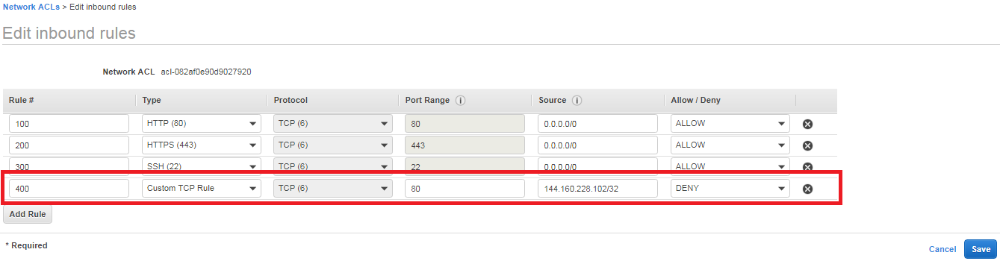 Network ACLs > Edit inbound rules
Edit inbound rules
Network ACL acl-082af0e90d9027920
Rule # Type Protocol Port Range Source Allow / Deny
100 HTTP (80) TCP (6) 80 0.0.0.0/0 ALLOW
200 HTTPS (443) TCP (6) 443 0.0.0.0/0 ALLOW
300 SSH (22) TCP (6) 22 0.0.0.0/0 ALLOW
400 Custom TCP Rule TCP (6) 80 144.160.228.102/32 DENY
Add Rule
* Required
Cancel Save